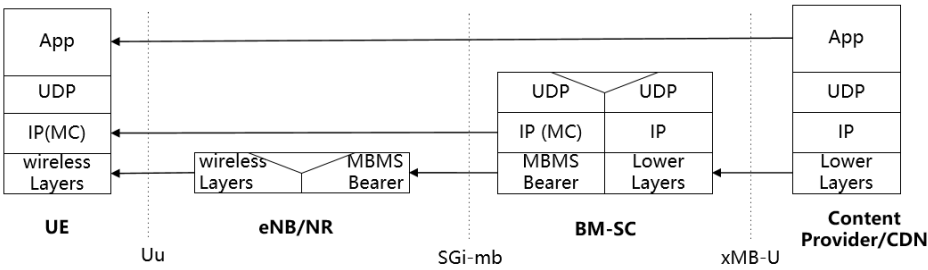 App
UDP
IP(MC)
wireless
Layers
UE
Uu
wireless
Layers
MBMS
Bearer
eNB/NR
SGi-mb
UDP
UDP
IP (MC)
IP
MBMS
Bearer
Lower
Layers
BM-SC
xMB-U
App
UDP
IP
Lower
Layers
Content
Provider/CDN